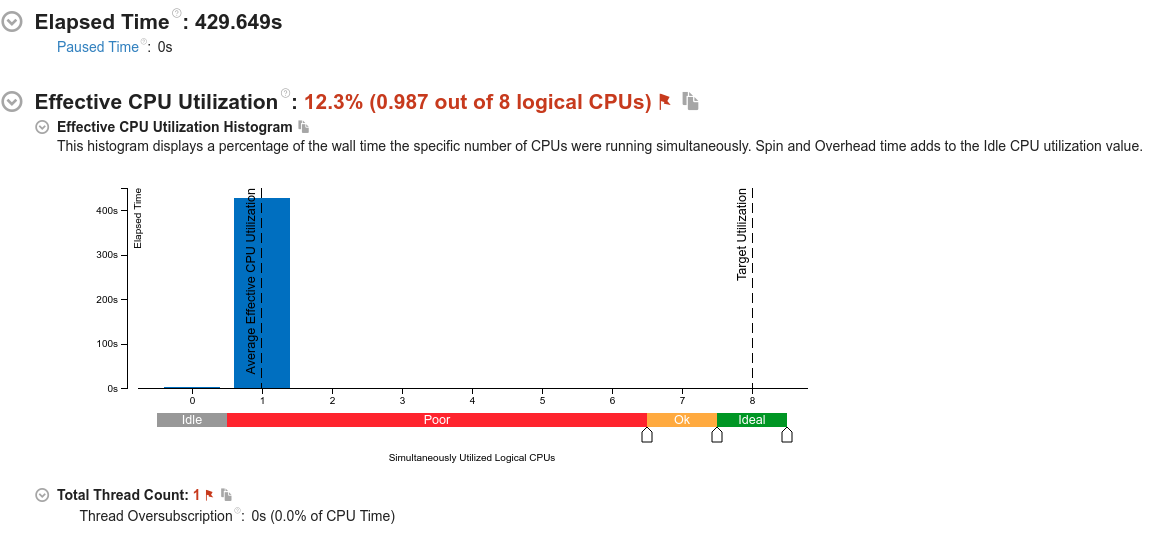 Elapsed Time : 429.649s
Paused Time : 0s
Effective CPU Utilization : 12.3% (0.987 out of 8 logical CPUs)
Effective CPU Utilization Histogram
This histogram displays a percentage of the wall time the specific number of CPUs were running simultaneously. Spin and Overhead time adds to the Idle CPU utilization value.
Elapsed Time
400s
300s
200s
100s
0s
Average Effective CPU Utilization
Target Utilization
0 1 2 3 4 5 6 7 8
Idle Poor Ok Ideal
Simultaneously Utilized Logical CPUs
Total Thread Count: 1
Thread Oversubscription : 0s (0.0% of CPU Time)